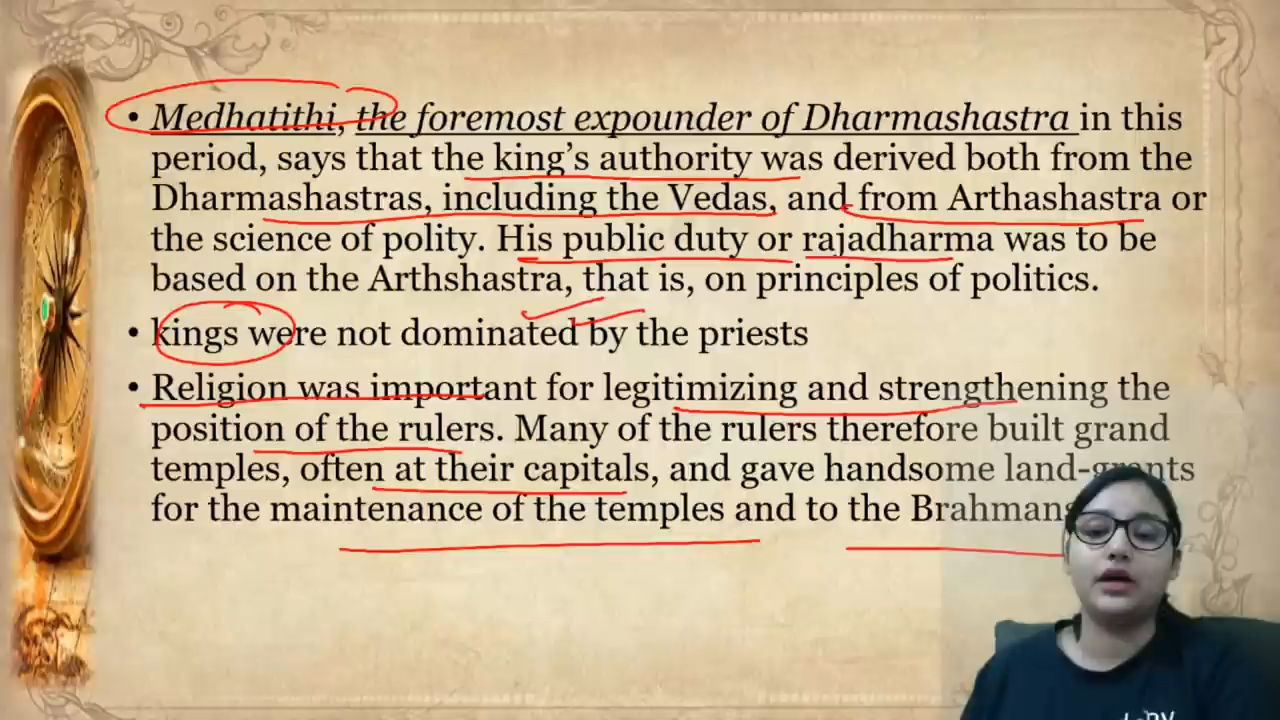 • Medhatithi, the foremost expounder of Dharmashastra in this
period, says that the king’s authority was derived both from the
Dharmashastras, including the Vedas, and from Arthashastra or
the science of polity. His public duty or rajadharma was to be
based on the Arthshastra, that is, on principles of politics.
• kings were not dominated by the priests
• Religion was important for legitimizing and strengthening the
position of the rulers. Many of the rulers therefore built grand
temples, often at their capitals, and gave handsome land-grants
for the maintenance of the temples and to the Brahmans